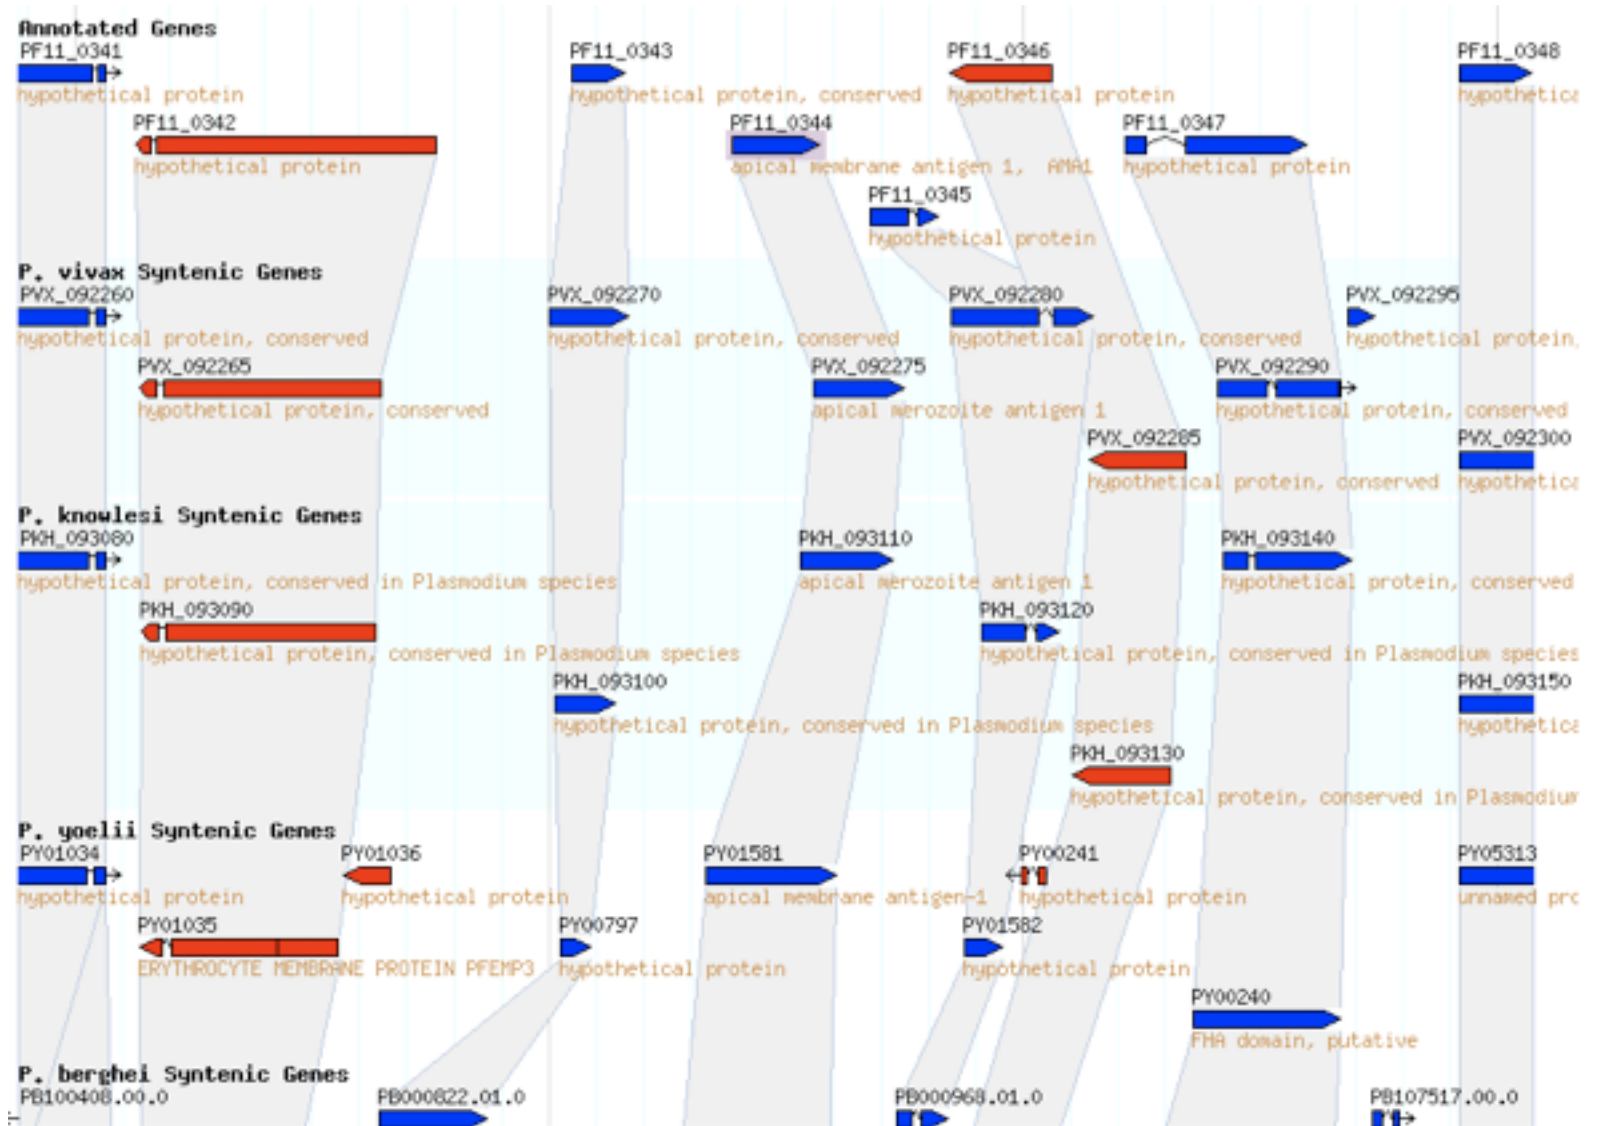 Annotated Genes
PF11_0341 PF11_0343 PF11_0346 PF11_0348
hypothetical protein hypothetical protein, conserved hypothetical protein hypothetica
PF11_0342 PF11_0344 PF11_0347
hypothetical protein apical membrane antigen 1, AMA1 hypothetical protein
PF11_0345
hypothetical protein
P. vivax Syntenic Genes
PVX_092260 PVX_092270 PVX_092280 PVX_092295
hypothetical protein, conserved hypothetical protein, conserved hypothetical protein, conserved hypothetical protein,
PVX_092265 PVX_092275 PVX_092290
hypothetical protein, conserved apical merozoite antigen 1 hypothetical protein, conserved
PVX_092285 PVX_092300
hypothetical protein, conserved hypothetica
P. knowlesi Syntenic Genes
PKH_093080 PKH_093110 PKH_093140
hypothetical protein, conserved in Plasmodium species apical merozoite antigen 1 hypothetical protein, conserved
PKH_093090 PKH_093120
hypothetical protein, conserved in Plasmodium species hypothetical protein, conserved in Plasmodium species
PKH_093100 PKH_093150
hypothetical protein, conserved in Plasmodium species hypothetica
PKH_093130
hypothetical protein, conserved in Plasmodium
P. yoelii Syntenic Genes
PY01034 PY01036 PY01581 PY00241 PY05313
hypothetical protein hypothetical protein apical membrane antigen-1 hypothetical protein unnamed pro
PY01035 PY00797 PY01582
ERYTHROCYTE MEMBRANE PROTEIN PFEMP3 hypothetical protein hypothetical protein
PY00240
FHA domain, putative
P. berghei Syntenic Genes
PB100408.00.0 PB000822.01.0 PB000968.01.0 PB107517.00.0